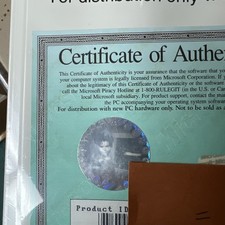 For distribution only
Certificate of Authe
This Certificate of Authenticity is your assurance that the software that yo
your computer system is legally licensed from Microsoft Corporation. If
about the legitimacy of this Certificate of Authenticity or the software
call the Microsoft Piracy Hotline @ 1-800-RULEGIT (in the U.S. or Ca
local Microsoft subsidiary. For product support, contact the ma
the PC accompanying your operating system softwar
For distribution with new PC hardware only. Not to be sold as
Product ID